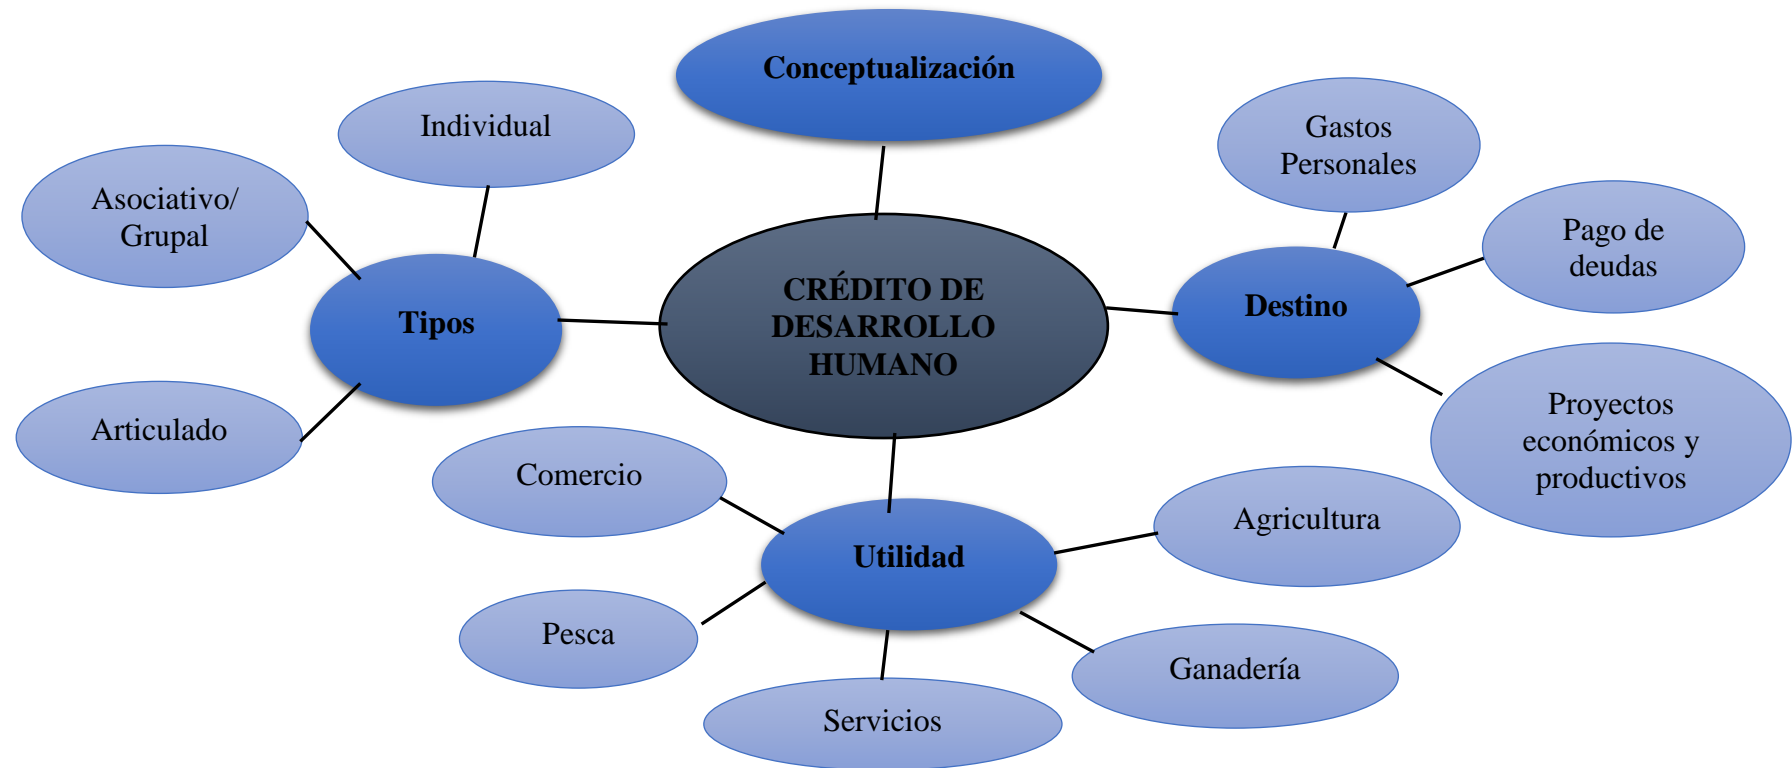 Conceptualización
Individual
Asociativo/
Grupal
Tipos
Articulado
CRÉDITO DE
DESARROLLO
HUMANO
Gastos
Personales
Pago de
deudas
Destino
Proyectos
económicos y
productivos
Comercio
Utilidad
Agricultura
Pesca
Servicios
Ganadería